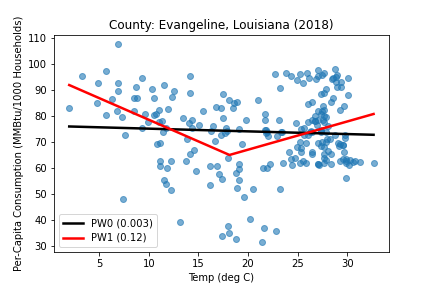 County: Evangeline, Louisiana (2018)
Per-Capita Consumption (MMBtu/1000 Households)
110
100
90
80
70
60
50
40
30
PW0 (0.003)
PW1 (0.12)
5 10 15 20 25 30
Temp (deg C)